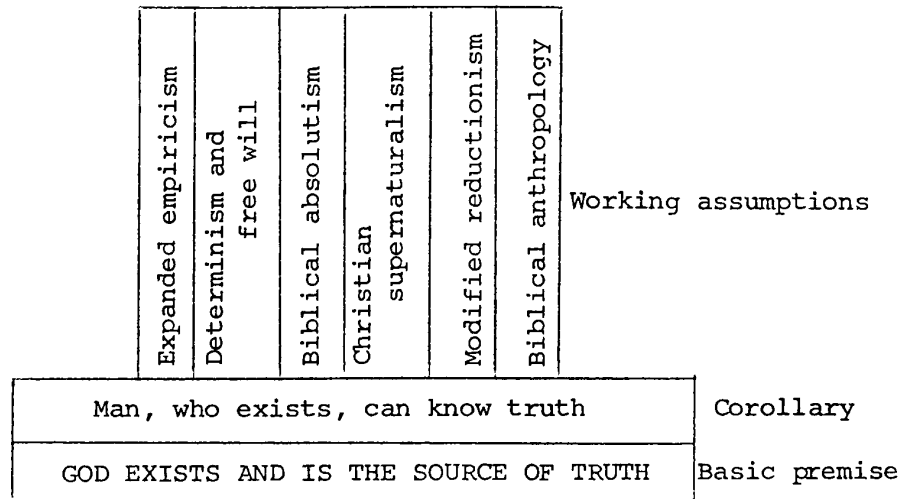 Expanded empiricism
Determinism and
free will
Biblical absolutism
Christian
supernaturalism
Modified reductionism
Biblical anthropology
Working assumptions
Man, who exists, can know truth
Corollary
GOD EXISTS AND IS THE SOURCE OF TRUTH
Basic premise